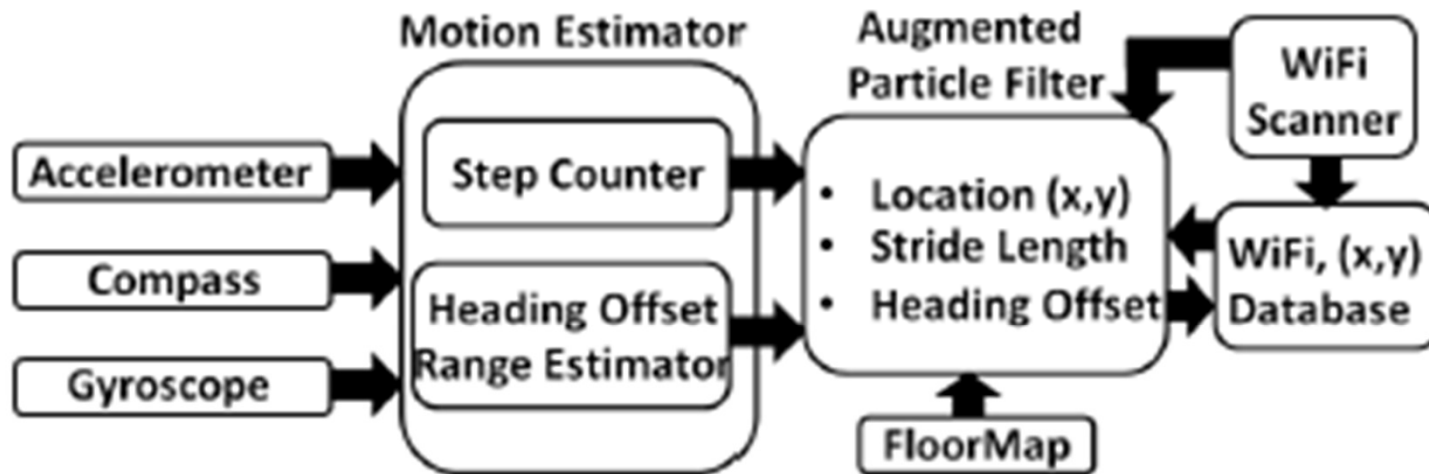 Motion Estimator
Augmented
Particle Filter
WiFi
Scanner
Accelerometer
Compass
Gyroscope
Step Counter
Heading Offset
Range Estimator
• Location (x,y)
• Stride Length
• Heading Offset
WiFi, (x,y)
Database
FloorMap